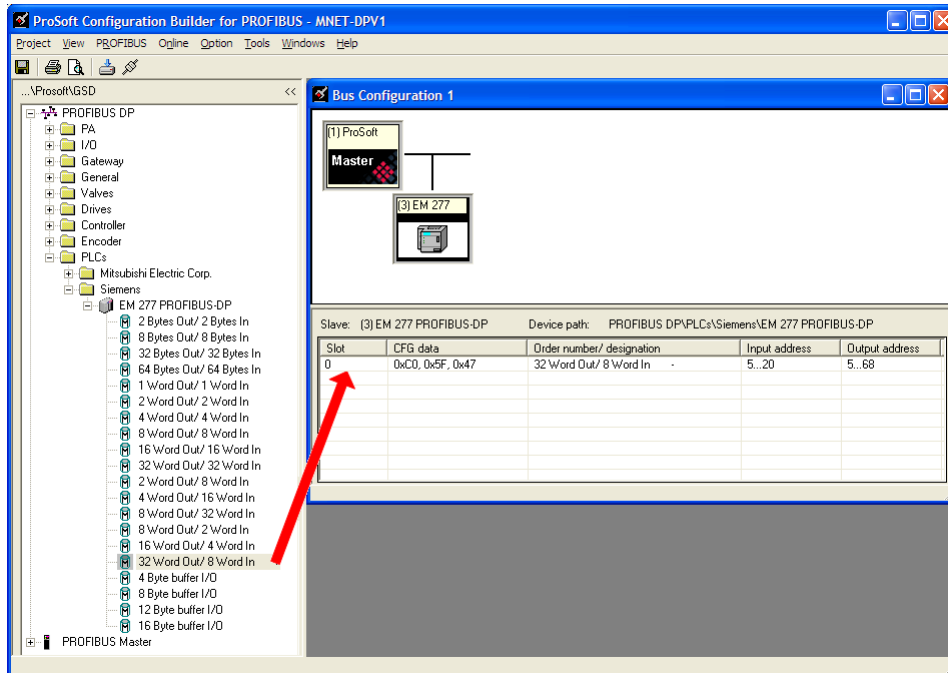 ProSoft Configuration Builder for PROFIBUS - MNET-DPV1
Project View PROFIBUS Online Option Tools Windows Help
...\Prosoft\GSD <<
PROFIBUS DP
PA
I/O
Gateway
General
Valves
Drives
Controller
Encoder
PLCs
Mitsubishi Electric Corp.
Siemens
EM 277 PROFIBUS-DP
2 Bytes Out/ 2 Bytes In
8 Bytes Out/ 8 Bytes In
32 Bytes Out/ 32 Bytes In
64 Bytes Out/ 64 Bytes In
1 Word Out/ 1 Word In
2 Word Out/ 2 Word In
4 Word Out/ 4 Word In
8 Word Out/ 8 Word In
16 Word Out/ 16 Word In
32 Word Out/ 32 Word In
2 Word Out/ 8 Word In
4 Word Out/ 16 Word In
8 Word Out/ 32 Word In
8 Word Out/ 2 Word In
16 Word Out/ 4 Word In
32 Word Out/ 8 Word In
4 Byte buffer I/O
8 Byte buffer I/O
12 Byte buffer I/O
16 Byte buffer I/O
PROFIBUS Master
Bus Configuration 1
(1) ProSoft
Master
(3) EM 277
Slave: (3) EM 277 PROFIBUS-DP Device path: PROFIBUS DP\PLCs\Siemens\EM 277 PROFIBUS-DP
Slot CFG data Order number/ designation Input address Output address
0 0xC0, 0x5F, 0x47 32 Word Out/ 8 Word In - 5...20 5...68